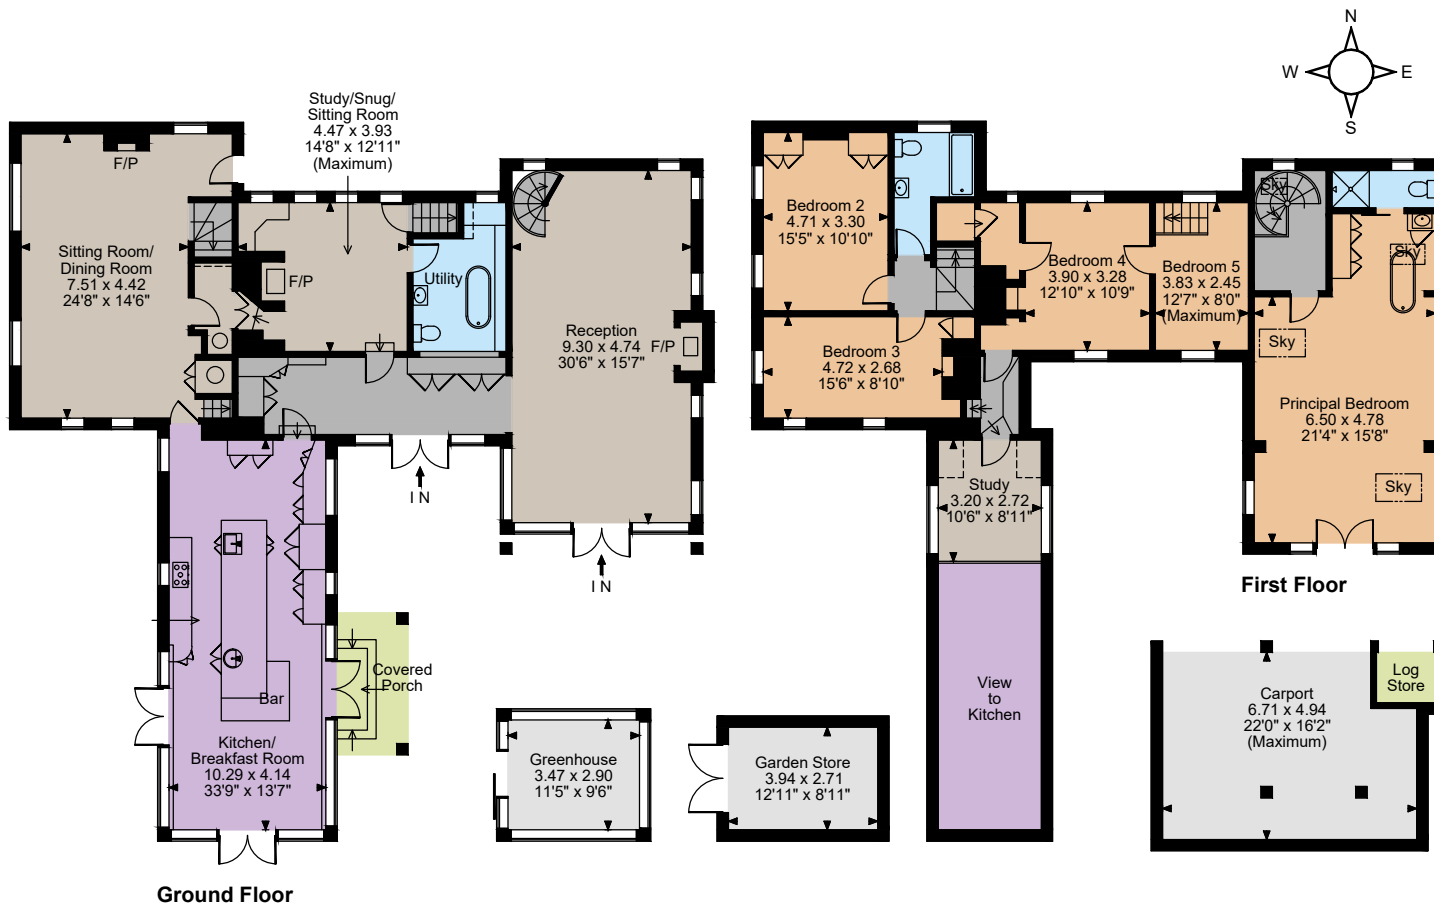 N
W
E
S
Study/Snug/
Sitting Room
4.47 x 3.93
14'8" x 12'11"
(Maximum)
F/P
Sitting Room/
Dining Room
7.51 x 4.42
24'8" x 14'6"
F/P
Utility
Reception
9.30 x 4.74
30'6" x 15'7"
F/P
IN
IN
Covered
Porch
Bar
Kitchen/
Breakfast Room
10.29 x 4.14
33'9" x 13'7"
Ground Floor
Greenhouse
3.47 x 2.90
11'5" x 9'6"
Garden Store
3.94 x 2.71
12'11" x 8'11"
Bedroom 2
4.71 x 3.30
15'5" x 10'10"
Bedroom 3
4.72 x 2.68
15'6" x 8'10"
Bedroom 4
3.90 x 3.28
12'10" x 10'9"
Bedroom 5
3.83 x 2.45
12'7" x 8'0"
(Maximum)
Sky
Sky
Sky
Principal Bedroom
6.50 x 4.78
21'4" x 15'8"
Sky
Study
3.20 x 2.72
10'6" x 8'11"
View
to
Kitchen
First Floor
Carport
6.71 x 4.94
22'0" x 16'2"
(Maximum)
Log
Store